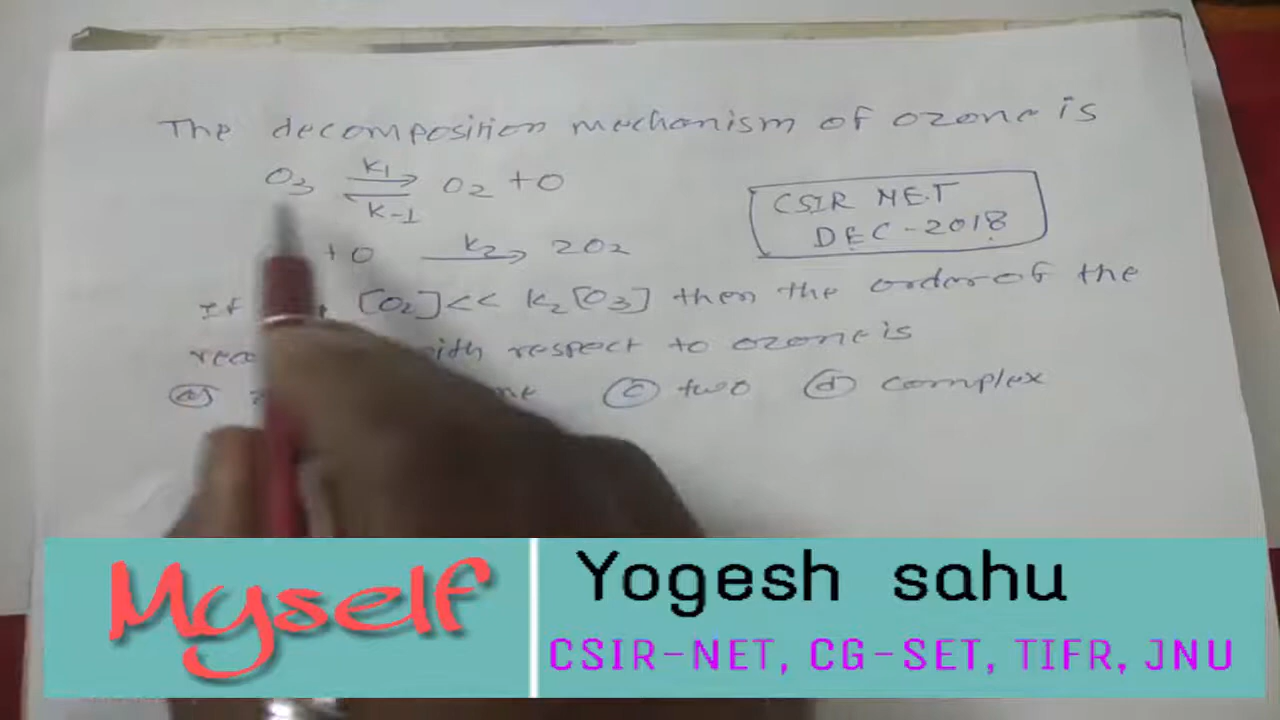 The decomposition mechanism of ozone is
O3 ⇌ O2 + O
k1
k-1
CSIR NET
DEC-2018
+O → 2O2
k2
If [O2] << k2[O3] then the order of the
with respect to ozone is
(a) (c) two (d) complex
Myself
Yogesh sahu
CSIR-NET, CG-SET, TIFR, JNU